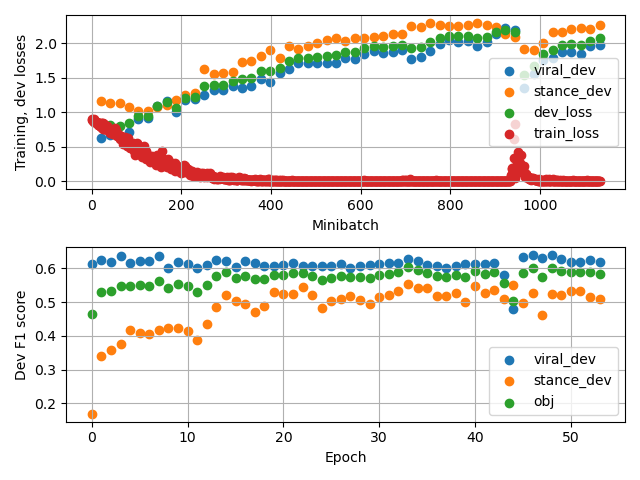 Training, dev losses
2.0
1.5
1.0
0.5
0.0
viral_dev
stance_dev
dev_loss
train_loss
0
200
400
600
800
1000
Minibatch
Dev F1 score
0.6
0.5
0.4
0.3
0.2
viral_dev
stance_dev
obj
0
10
20
30
40
50
Epoch